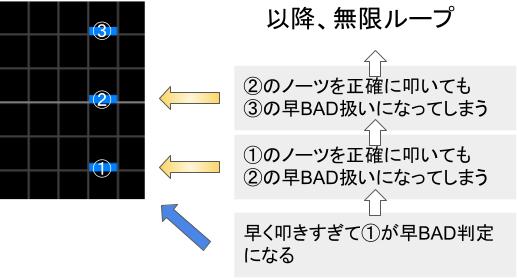 以降、無限ループ
③
②のノーツを正確に叩いても
③の早BAD扱いになってしまう
②
①のノーツを正確に叩いても
②の早BAD扱いになってしまう
①
早く叩きすぎて①が早BAD判定
になる